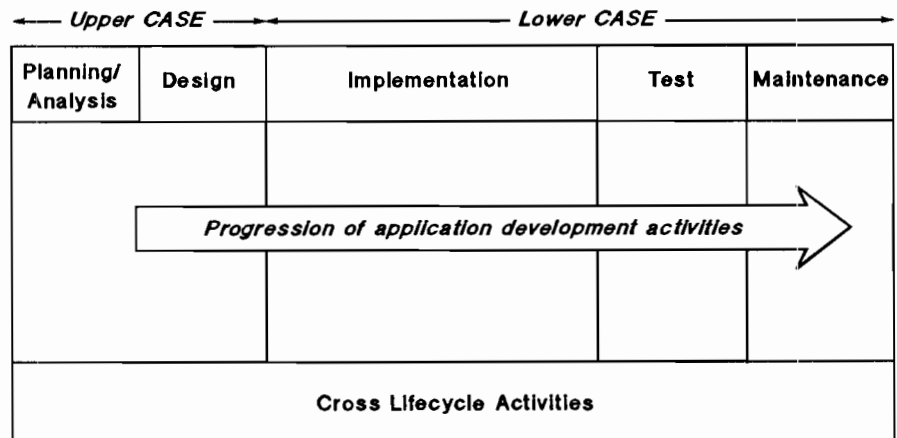 Upper CASE
Lower CASE
Planning/
Analysis
Design
Implementation
Test
Maintenance
Progression of application development activities
Cross Lifecycle Activities